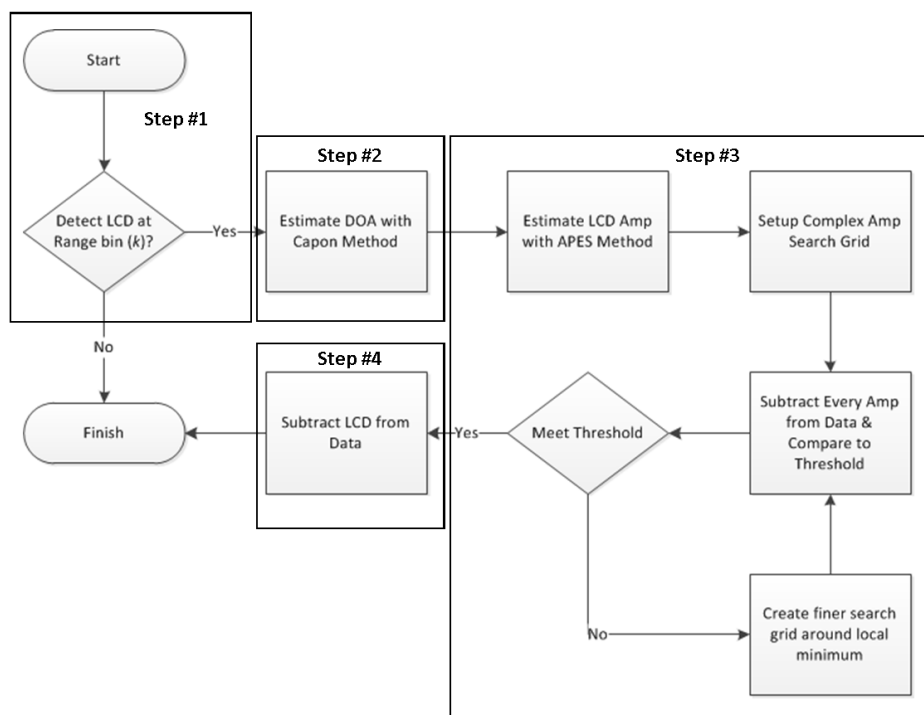 Start
Step #1
Detect LCD at
Range bin (k)?
Yes
No
Step #2
Estimate DOA with
Capon Method
Step #3
Estimate LCD Amp
with APES Method
Setup Complex Amp
Search Grid
Subtract Every Amp
from Data &
Compare to
Threshold
Meet Threshold
Yes
No
Create finer search
grid around local
minimum
Step #4
Subtract LCD from
Data
Finish